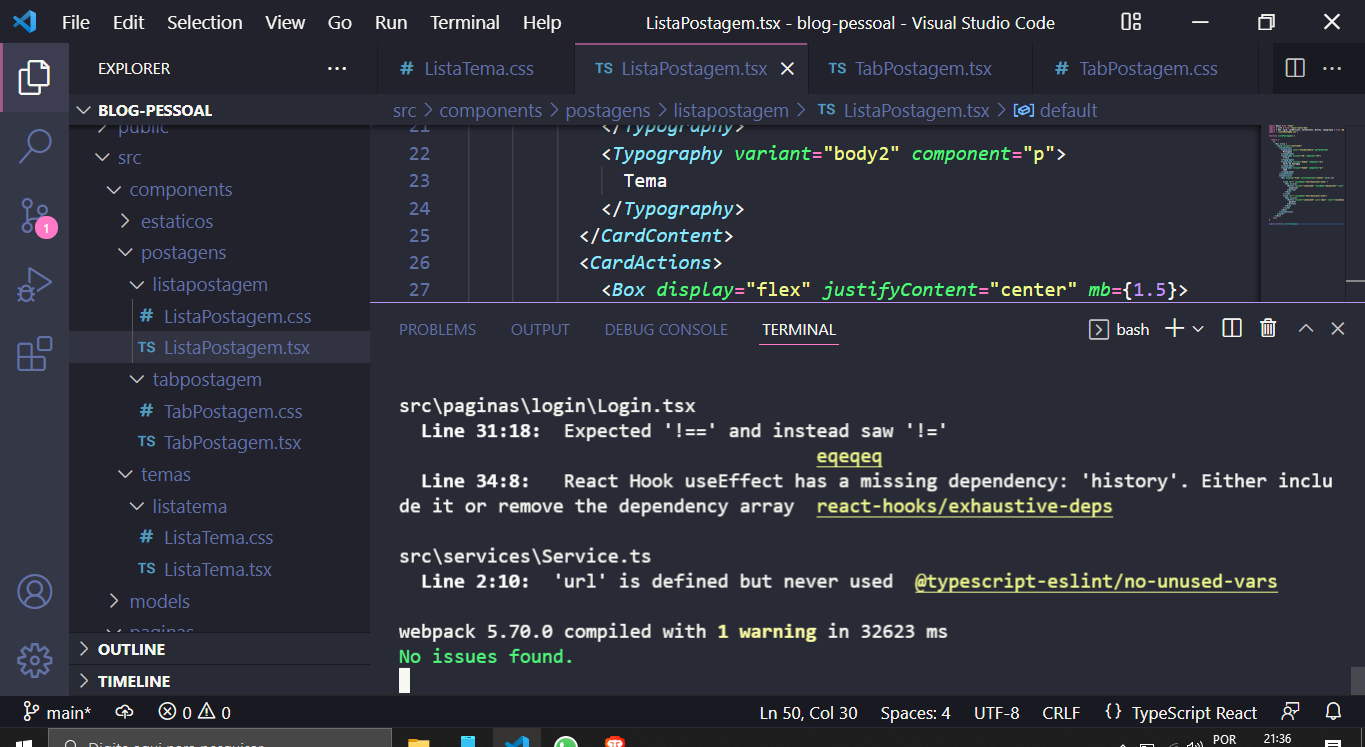 File Edit Selection View Go Run Terminal Help ListaPostagem.tsx - blog-pessoal - Visual Studio Code
EXPLORER
# ListaTema.css TS ListaPostagem.tsx TS TabPostagem.tsx # TabPostagem.css
BLOG-PESSOAL
src > components > postagens > listapostagem > TS ListaPostagem.tsx > default
public
src
components
estaticos
postagens
listapostagem
# ListaPostagem.css
TS ListaPostagem.tsx
tabpostagem
# TabPostagem.css
TS TabPostagem.tsx
temas
listatema
# ListaTema.css
TS ListaTema.tsx
models
paginas
OUTLINE
TIMELINE
1
21 </Typography>
22 <Typography variant="body2" component="p">
23 Tema
24 </Typography>
25 </CardContent>
26 <CardActions>
27 <Box display="flex" justifyContent="center" mb={1.5}>
PROBLEMS OUTPUT DEBUG CONSOLE TERMINAL bash
src\paginas\login\Login.tsx
Line 31:18: Expected '!==' and instead saw '!='
eqeqeq
Line 34:8: React Hook useEffect has a missing dependency: 'history'. Either inclu
de it or remove the dependency array react-hooks/exhaustive-deps
src\services\Service.ts
Line 2:10: 'url' is defined but never used @typescript-eslint/no-unused-vars
webpack 5.70.0 compiled with 1 warning in 32623 ms
No issues found.
main* 0 0 Ln 50, Col 30 Spaces: 4 UTF-8 CRLF {} TypeScript React
Digite aqui para pesquisar POR 21:36